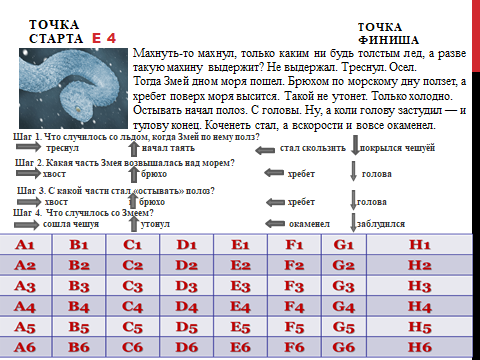 ТОЧКА
СТАРТА E 4
ТОЧКА
ФИНИША
Махнуть-то махнул, только каким ни будь толстым лед, а разве
такую махину выдержит? Не выдержал. Треснул. Осел.
Тогда Змей дном моря пошел. Брюхом по морскому дну ползет, а
хребет поверх моря высится. Такой не утонет. Только холодно.
Остывать начал полоз. С головы. Ну, а коли голову застудил — и
тулову конец. Коченеть стал, а вскорости и вовсе окаменел.
Шаг 1. Что случилось со льдом, когда Змей по нему полз?
треснул начал таять стал скользить покрылся чешуёй
Шаг 2. Какая часть Змея возвышалась над морем?
хвост брюхо хребет голова
Шаг 3. С какой части стал «остывать» полоз?
хвост брюхо хребет голова
Шаг 4. Что случилось со Змеем?
сошла чешуя утонул окаменел заблудился
A1 B1 C1 D1 E1 F1 G1 H1
A2 B2 C2 D2 E2 F2 G2 H2
A3 B3 C3 D3 E3 F3 G3 H3
A4 B4 C4 D4 E4 F4 G4 H4
A5 B5 C5 D5 E5 F5 G5 H5
A6 B6 C6 D6 E6 F6 G6 H6